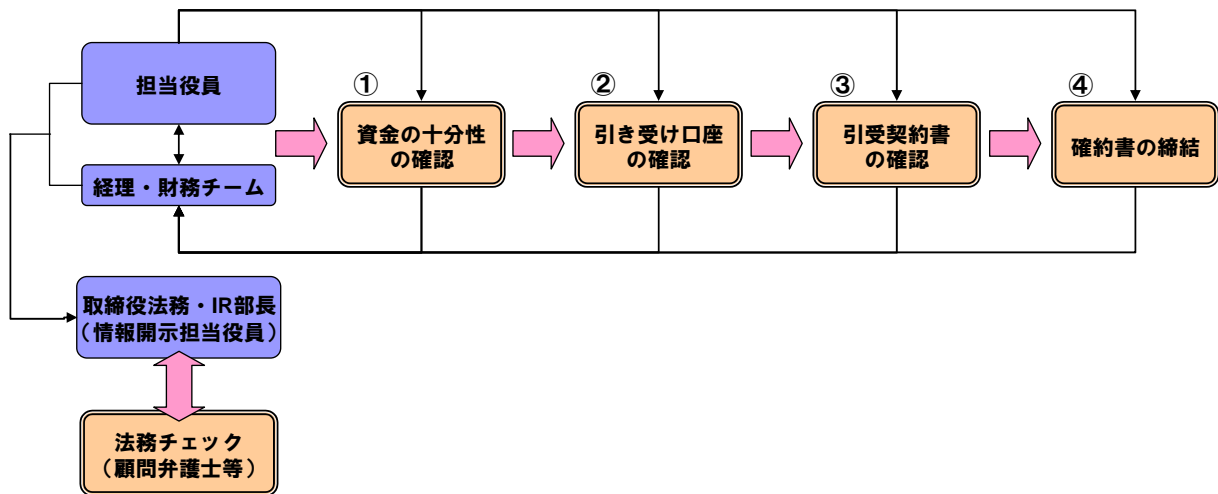 担当役員
経理・財務チーム
①
資金の十分性
の確認
②
引き受け口座
の確認
③
引受契約書
の確認
④
確約書の締結
取締役法務・IR部長
（情報開示担当役員）
法務チェック
（顧問弁護士等）